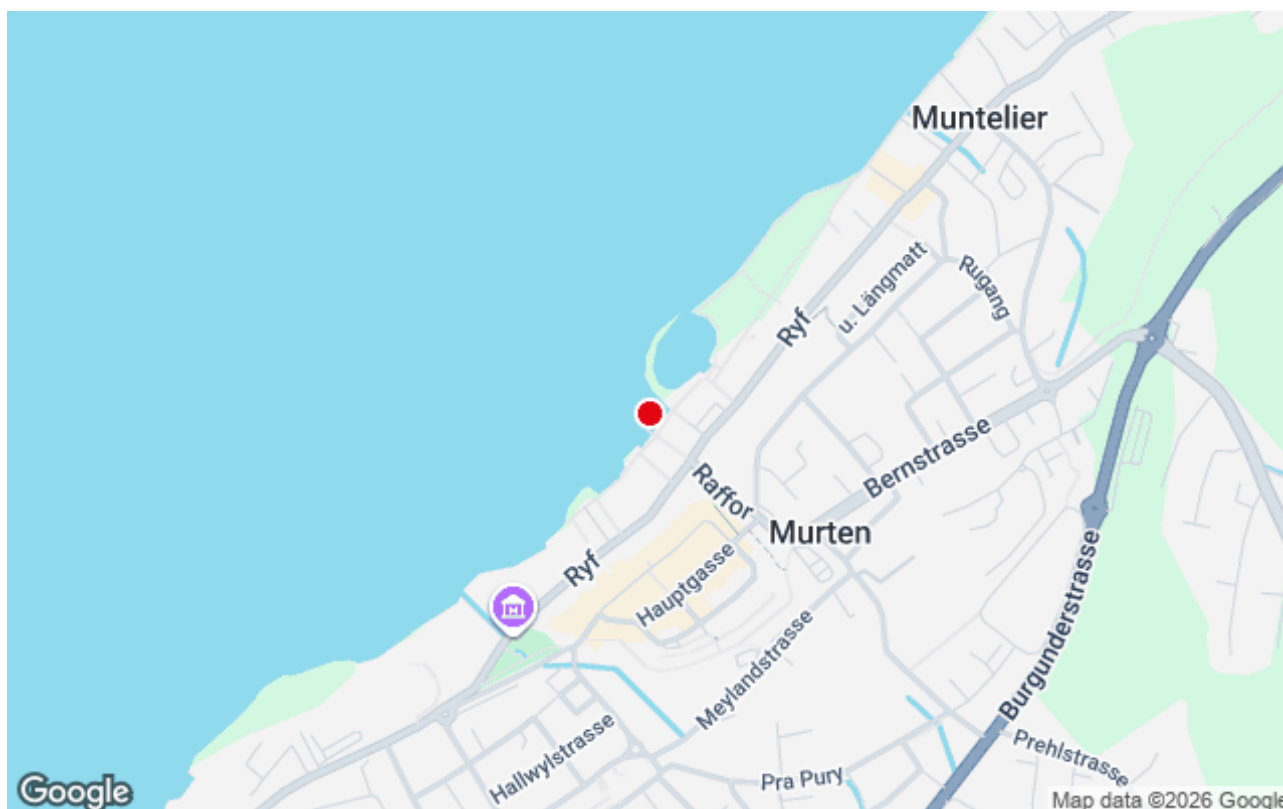 Muntelier
Rugang
u. Längmatt
Ryf
Bernstrasse
Raffor
Murten
Ryf
Hauptgasse
Burgunderstrasse
Meylandstrasse
Hallwylstrasse
Prehlstrasse
Pra Pury
Google
Map data ©2026 Google